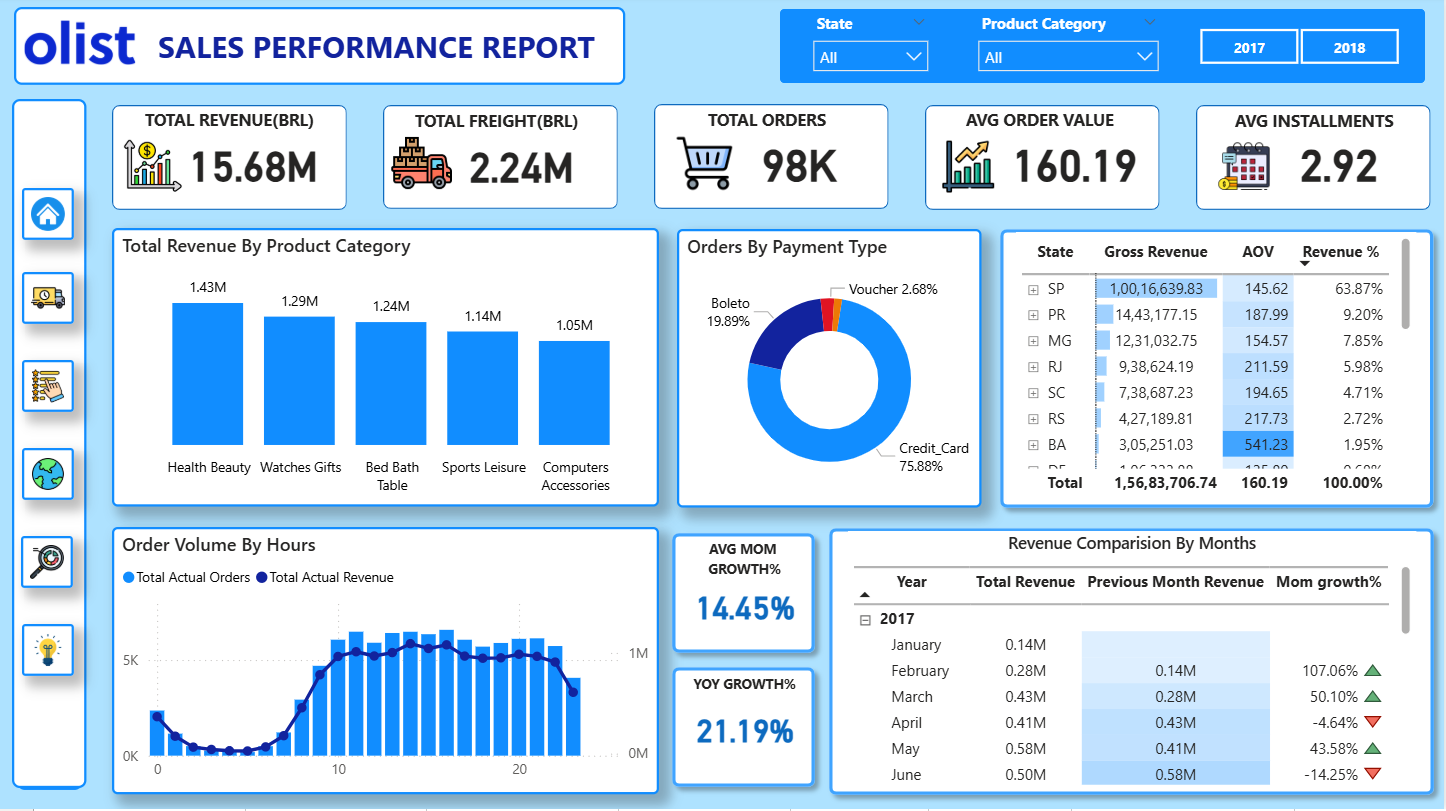 olist SALES PERFORMANCE REPORT
State
All
Product Category
All
2017
2018
TOTAL REVENUE(BRL)
15.68M
TOTAL FREIGHT(BRL)
2.24M
TOTAL ORDERS
98K
AVG ORDER VALUE
160.19
AVG INSTALLMENTS
2.92
Total Revenue By Product Category
1.43M
1.29M
1.24M
1.14M
1.05M
Health Beauty
Watches Gifts
Bed Bath
Table
Sports Leisure
Computers
Accessories
Orders By Payment Type
Voucher 2.68%
Boleto
19.89%
Credit_Card
75.88%
State Gross Revenue AOV Revenue %
SP 1,00,16,639.83 145.62 63.87%
PR 14,43,177.15 187.99 9.20%
MG 12,31,032.75 154.57 7.85%
RJ 9,38,624.19 211.59 5.98%
SC 7,38,687.23 194.65 4.71%
RS 4,27,189.81 217.73 2.72%
BA 3,05,251.03 541.23 1.95%
Total 1,56,83,706.74 160.19 100.00%
Order Volume By Hours
Total Actual Orders Total Actual Revenue
5K
0K
1M
0M
0 10 20
AVG MOM
GROWTH%
14.45%
YOY GROWTH%
21.19%
Revenue Comparision By Months
Year Total Revenue Previous Month Revenue Mom growth%
2017
January 0.14M
February 0.28M 0.14M 107.06%
March 0.43M 0.28M 50.10%
April 0.41M 0.43M -4.64%
May 0.58M 0.41M 43.58%
June 0.50M 0.58M -14.25%